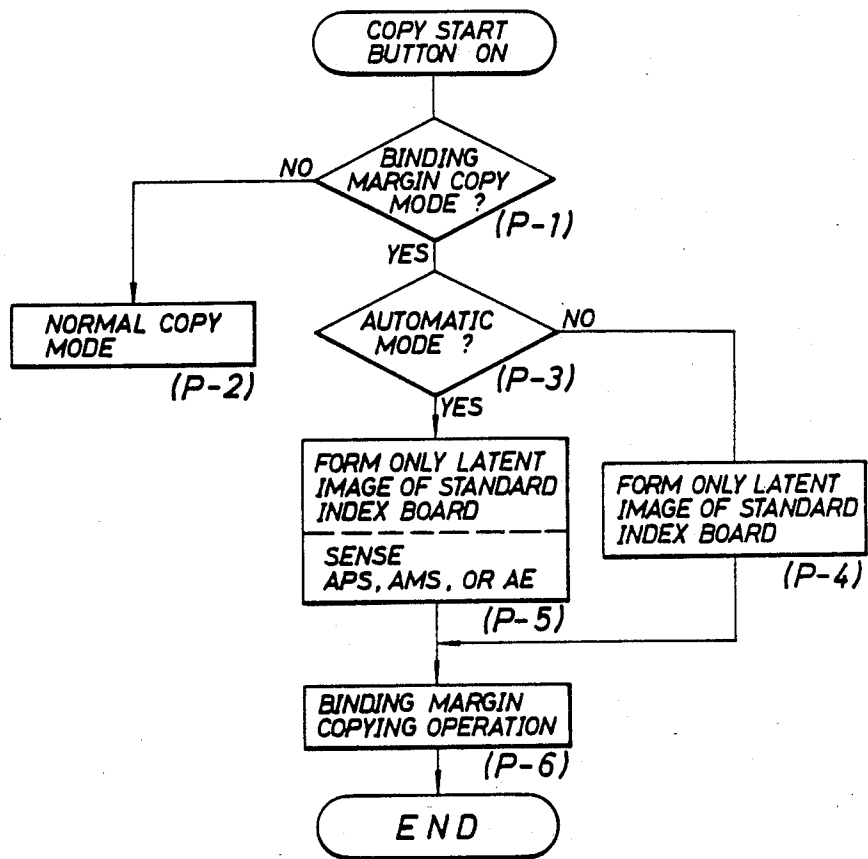 COPY START
BUTTON ON
BINDING
MARGIN COPY
MODE ?
(P-1)
NO
YES
NORMAL COPY
MODE
(P-2)
AUTOMATIC
MODE ?
(P-3)
NO
YES
FORM ONLY LATENT
IMAGE OF STANDARD
INDEX BOARD
SENSE
APS, AMS, OR AE
(P-5)
FORM ONLY LATENT
IMAGE OF STANDARD
INDEX BOARD
(P-4)
BINDING MARGIN
COPYING OPERATION
(P-6)
END